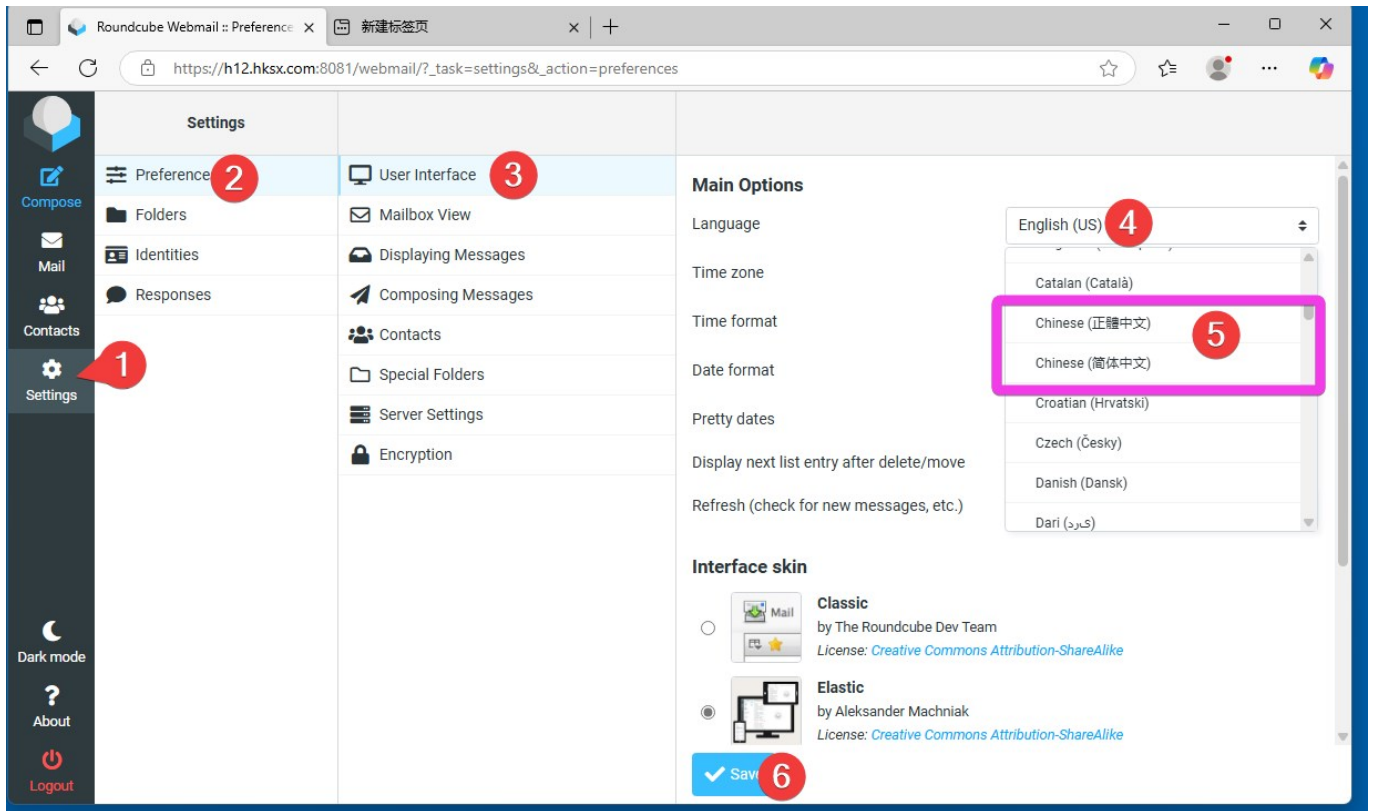 Roundcube Webmail :: Preference
新建标签页
https://h12.hksx.com:8081/webmail/?_task=settings&_action=preferences
Compose
Mail
Contacts
1
Settings
Dark mode
?
About
Logout
Settings
Preference 2
Folders
Identities
Responses
User Interface 3
Mailbox View
Displaying Messages
Composing Messages
Contacts
Special Folders
Server Settings
Encryption
Main Options
Language
English (US) 4
Time zone
Catalan (Català)
Time format
Chinese (正體中文)
5
Date format
Chinese (简体中文)
Croatian (Hrvatski)
Pretty dates
Czech (Česky)
Display next list entry after delete/move
Danish (Dansk)
Refresh (check for new messages, etc.)
Dari (دری)
Interface skin
Mail
Classic
by The Roundcube Dev Team
License: Creative Commons Attribution-ShareAlike
Elastic
by Aleksander Machniak
License: Creative Commons Attribution-ShareAlike
Sav 6